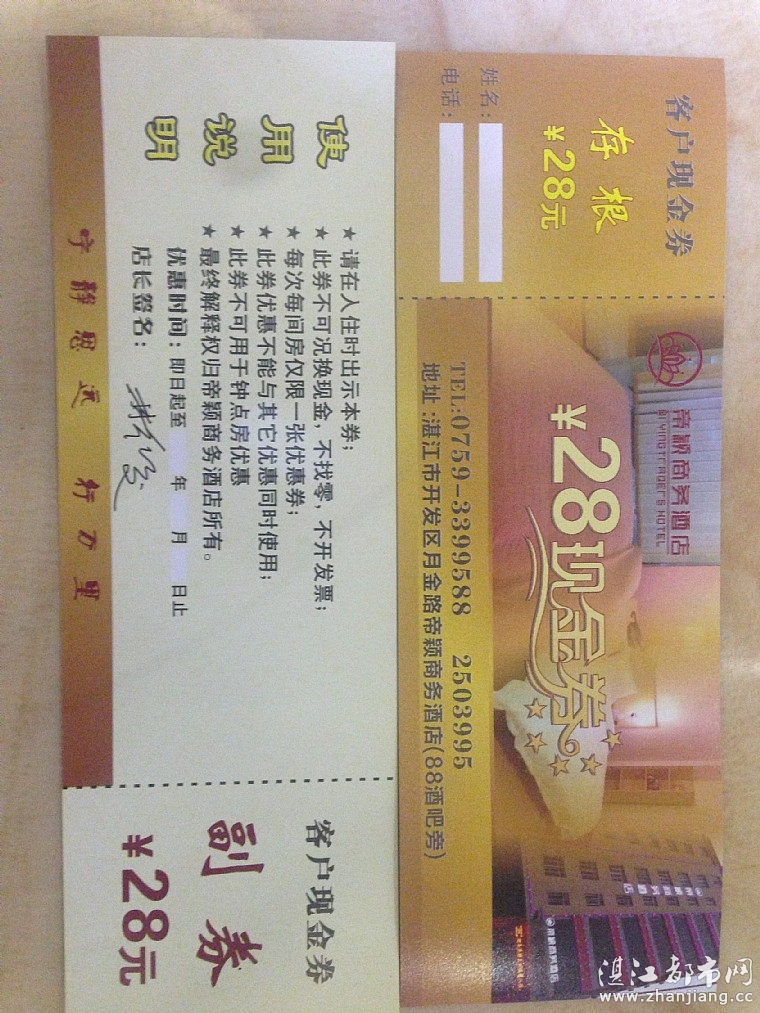 客户现金券
存根
¥28元
姓名：
电话：
帝颖商务酒店
DIYINGTRADER'S HOTEL
¥28现金券
TEL:0759-3399588 2503995
地址:湛江市开发区月金路帝颖商务酒店(88酒吧旁)
使用说明
★请在入住时出示本券；
★此券不可况换现金，不找零，不开发票；
★每次每间房仅限一张优惠券；
★此券优惠不能与其它优惠同时使用；
★此券不可用于钟点房优惠
★最终解释权归帝颖商务酒店所有。
优惠时间：即日起至 年 月 日止
店长签名：
宁静思远 行万里
客户现金券
副券
¥28元
湛江都市网
www.zhanjiang.cc